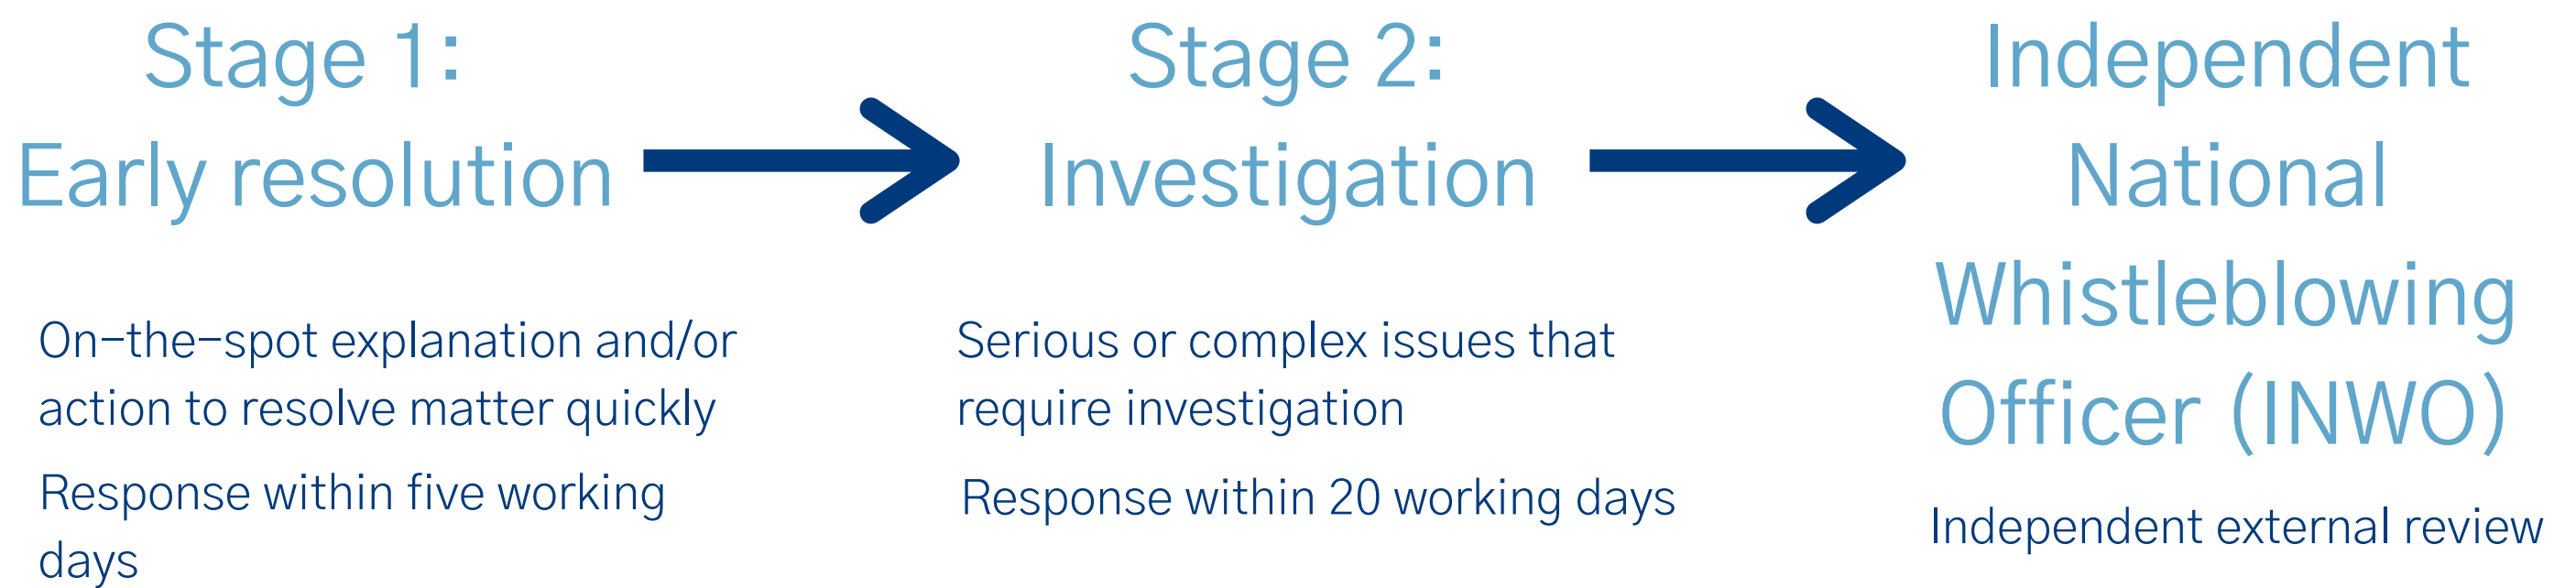 Stage 1:
Early resolution
On-the-spot explanation and/or
action to resolve matter quickly
Response within five working
days
Stage 2:
Investigation
Serious or complex issues that
require investigation
Response within 20 working days
Independent
National
Whistleblowing
Officer (INWO)
Independent external review